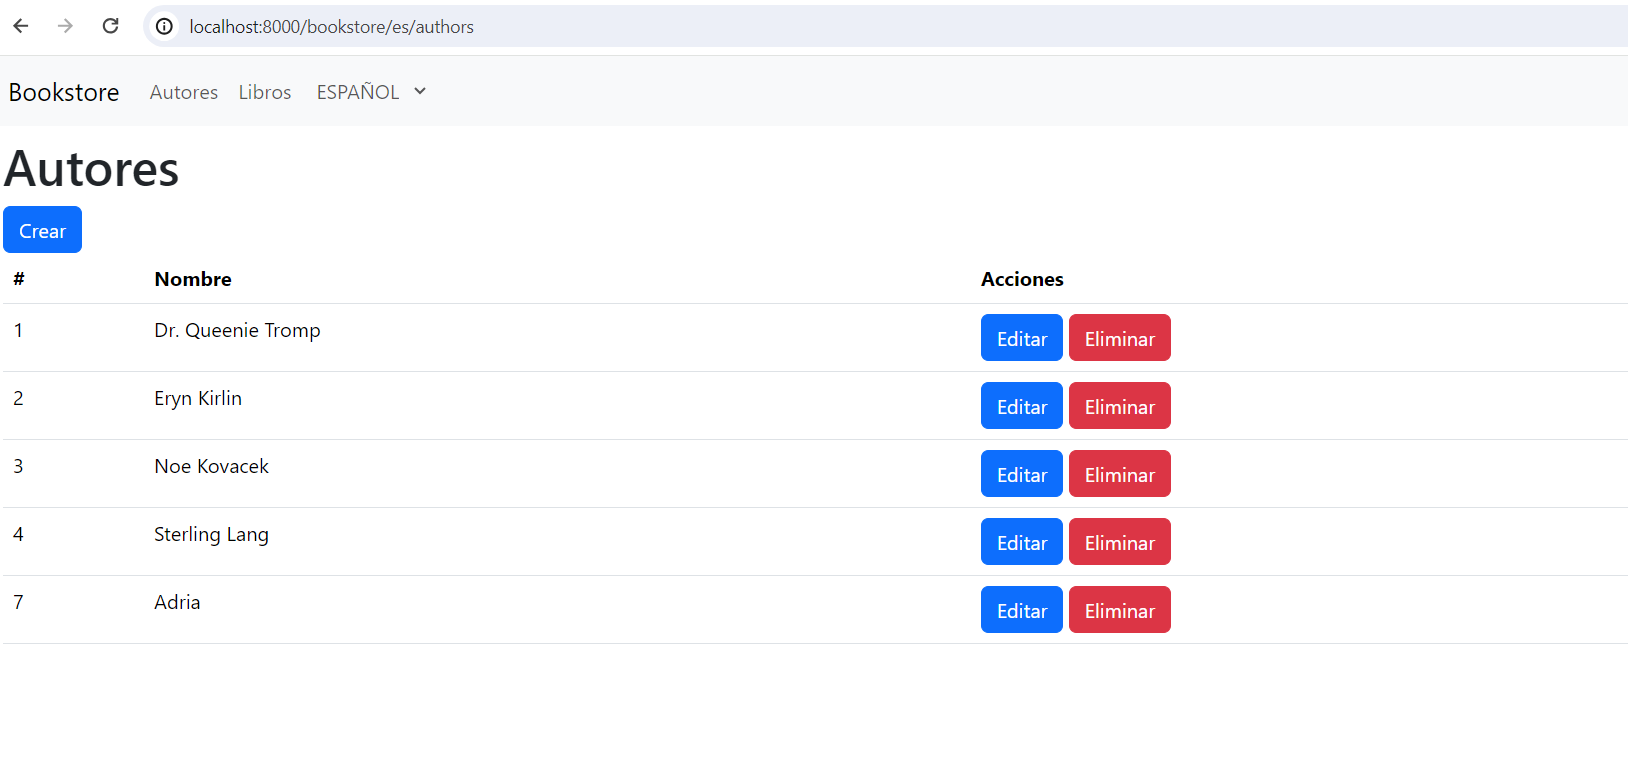 localhost:8000/bookstore/es/authors
Bookstore Autores Libros ESPAÑOL
Autores
Crear
# Nombre Acciones
1 Dr. Queenie Tromp Editar Eliminar
2 Eryn Kirlin Editar Eliminar
3 Noe Kovacek Editar Eliminar
4 Sterling Lang Editar Eliminar
7 Adria Editar Eliminar